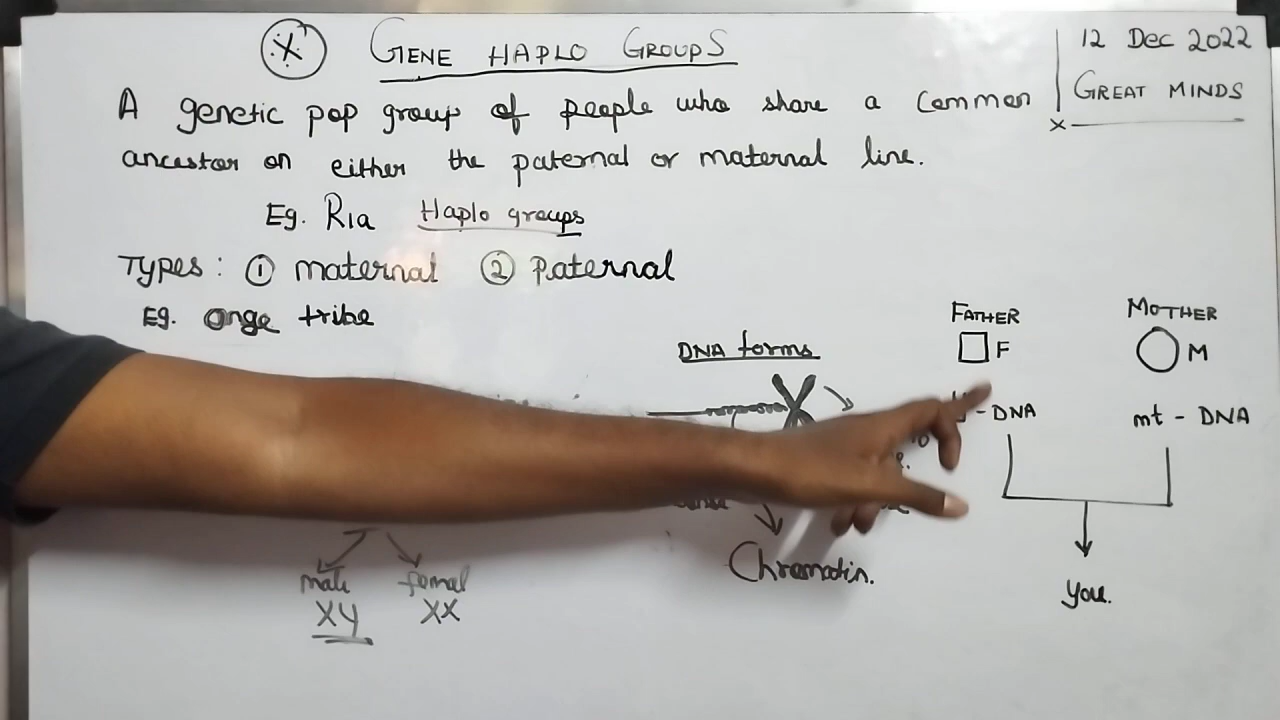 GENE HAPLO GROUPS
12 Dec 2022
GREAT MINDS
A genetic pop group of people who share a common
ancestor on either the paternal or maternal line.
Eg. R1a Haplo groups
TYPES: ① maternal ② Paternal
Eg. Onge tribe
DNA forms
FATHER
F
MOTHER
M
- DNA
mt - DNA
Chromatin.
You.
male femal
XY XX